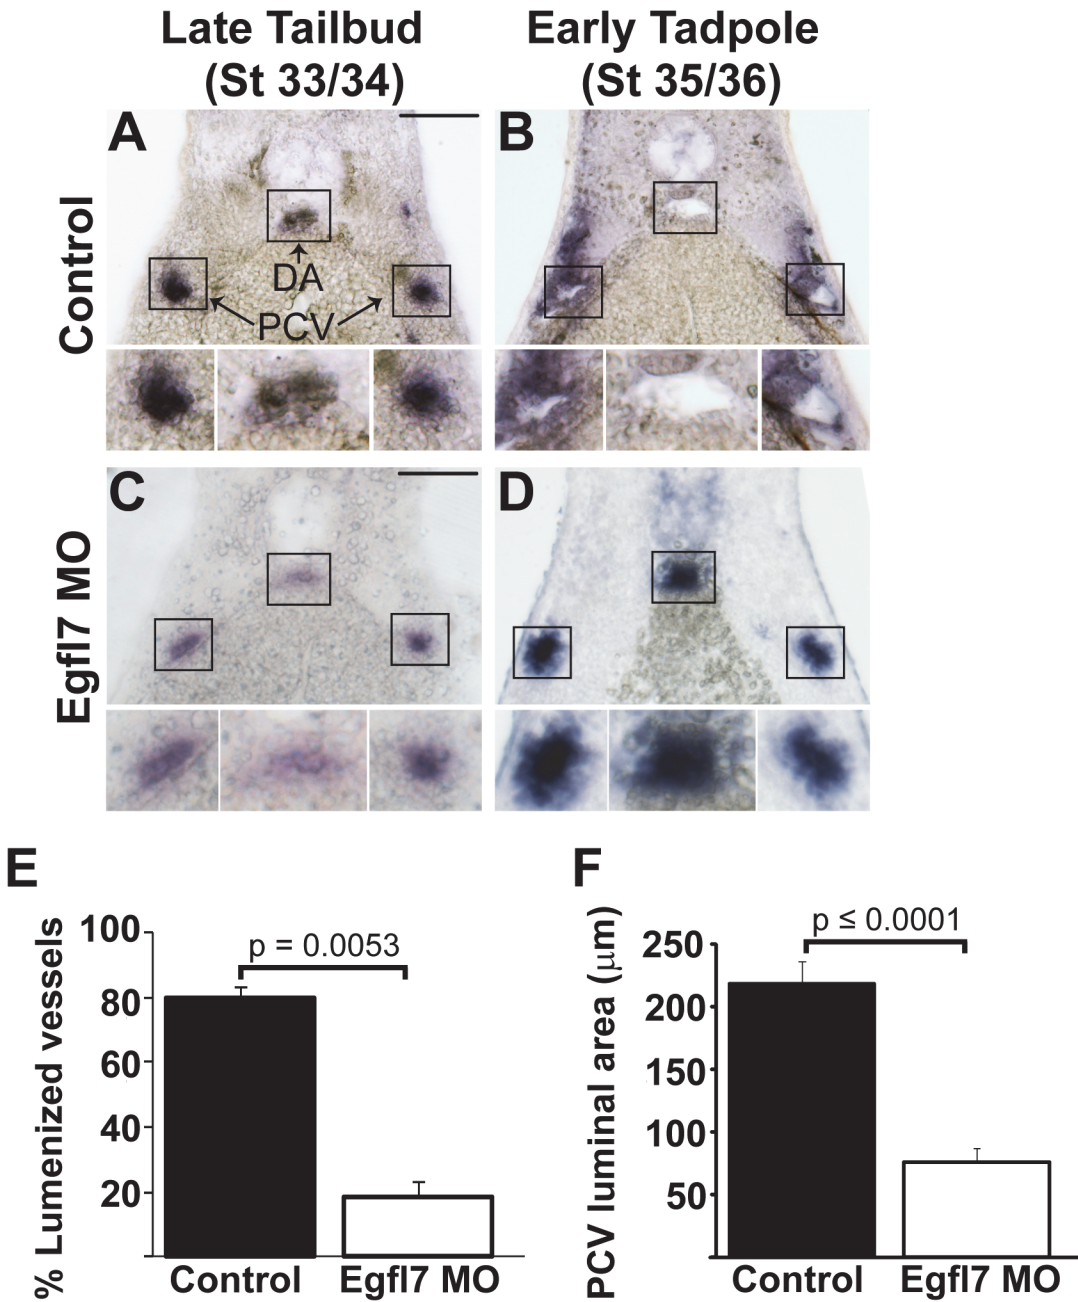 Late Tailbud
(St 33/34)
Early Tadpole
(St 35/36)
Control
A
DA
PCV
B
Egfl7 MO
C
D
E
% Lumenized vessels
100
80
60
40
20
p = 0.0053
Control
Egfl7 MO
F
PCV luminal area (μm)
250
200
150
100
50
p ≤ 0.0001
Control
Egfl7 MO